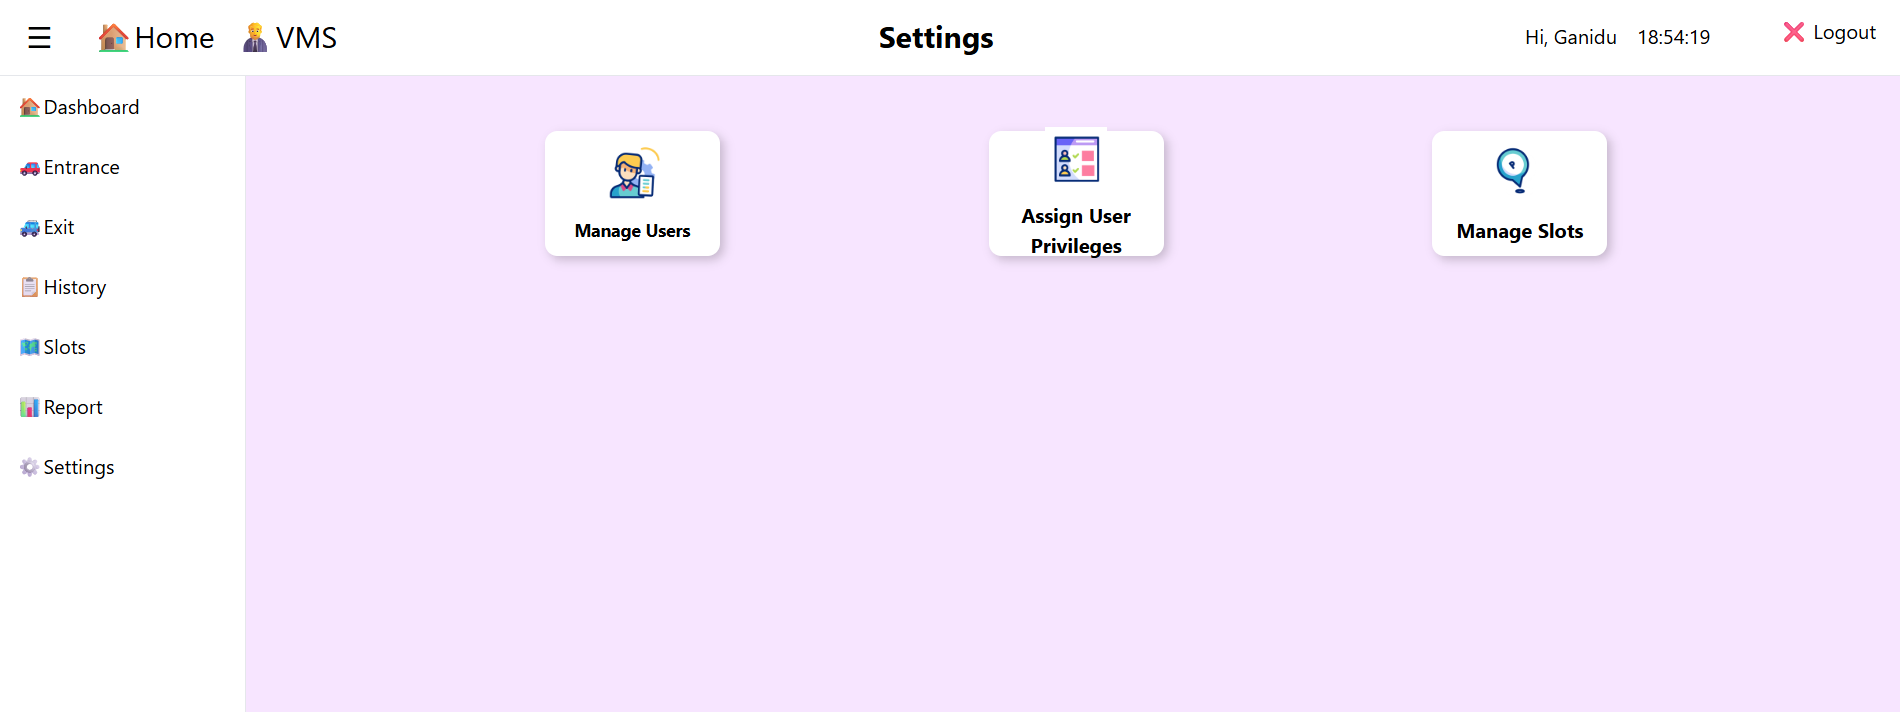 ☰ Home VMS Settings Hi, Ganidu 18:54:19 Logout
Dashboard
Entrance
Exit
History
Slots
Report
Settings
Manage Users
Assign User
Privileges
Manage Slots